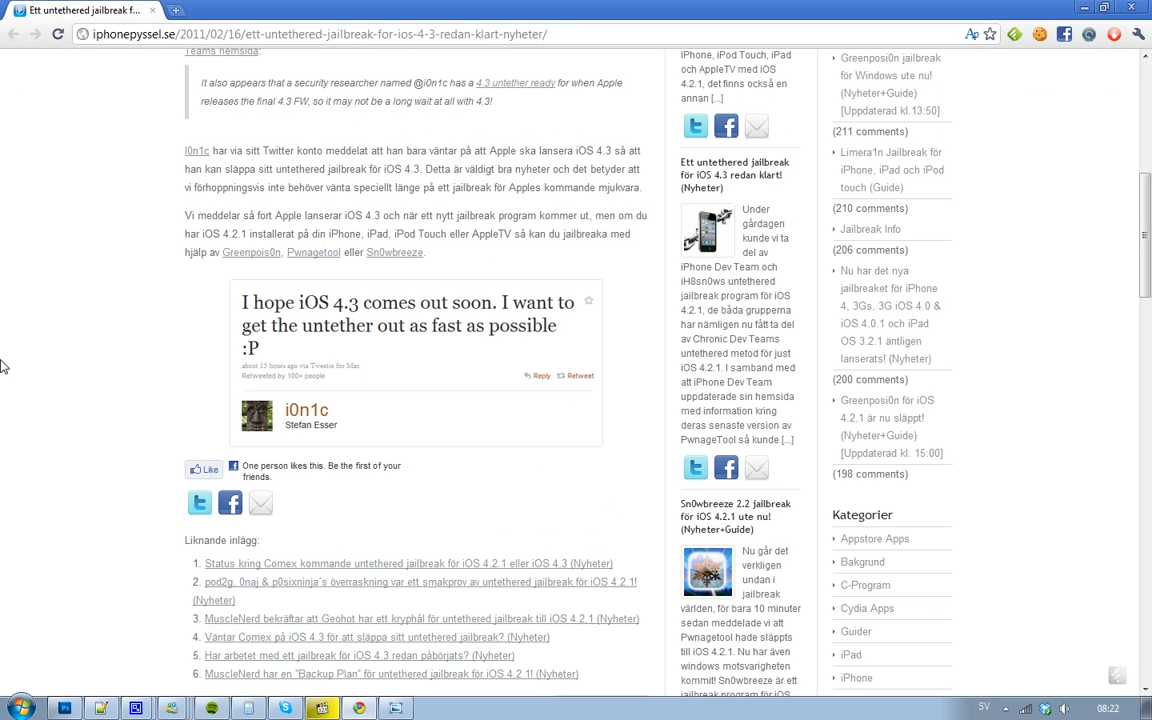 Ett untethered jailbreak f...
iphonepyssel.se/2011/02/16/ett-untethered-jailbreak-for-ios-4-3-redan-klart-nyheter/
Teams hemsida:
It also appears that a security researcher named @i0n1c has a 4.3 untether ready for when Apple
releases the final 4.3 FW, so it may not be a long wait at all with 4.3!
I0n1c har via sitt Twitter konto meddelat att han bara väntar på att Apple ska lansera iOS 4.3 så att
han kan släppa sitt untethered jailbreak för iOS 4.3. Detta är väldigt bra nyheter och det betyder att
vi förhoppningsvis inte behöver vänta speciellt länge på ett jailbreak för Apples kommande mjukvara.
Vi meddelar så fort Apple lanserar iOS 4.3 och när ett nytt jailbreak program kommer ut, men om du
har iOS 4.2.1 installerat på din iPhone, iPad, iPod Touch eller AppleTV så kan du jailbreaka med
hjälp av Greenpois0n, Pwnagetool eller Sn0wbreeze.
I hope iOS 4.3 comes out soon. I want to
get the untether out as fast as possible
:P
about 15 hours ago via Tweetie for Mac
Retweeted by 100+ people
Reply Retweet
i0n1c
Stefan Esser
Like
One person likes this. Be the first of your
friends.
Liknande inlägg:
1. Status kring Comex kommande untethered jailbreak för iOS 4.2.1 eller iOS 4.3 (Nyheter)
2. pod2g, 0naj & p0sixninja´s överraskning var ett smakprov av untethered jailbreak för iOS 4.2.1!
(Nyheter)
3. MuscleNerd bekräftar att Geohot har ett kryphål för untethered jailbreak till iOS 4.2.1 (Nyheter)
4. Väntar Comex på iOS 4.3 för att släppa sitt untethered jailbreak? (Nyheter)
5. Har arbetet med ett jailbreak för iOS 4.3 redan påbörjats? (Nyheter)
6. MuscleNerd har en "Backup Plan" för untethered jailbreak för iOS 4.2.1! (Nyheter)
iPhone, iPod Touch, iPad
och AppleTV med iOS
4.2.1, det finns också en
annan [...]
Ett untethered jailbreak
för iOS 4.3 redan klart!
(Nyheter)
Under
gårdagen
kunde vi ta
del av
iPhone Dev Team och
iH8sn0ws untethered
jailbreak program för iOS
4.2.1, de båda grupperna
har nämligen nu fått ta del
av Chronic Dev Teams
untethered metod för just
iOS 4.2.1. I samband med
att iPhone Dev Team
uppdaterade sin hemsida
med information kring
deras senaste version av
PwnageTool så kunde [...]
Sn0wbreeze 2.2 jailbreak
för iOS 4.2.1 ute nu!
(Nyheter+Guide)
Nu går det
verkligen
undan i
jailbreak
världen, för bara 10 minuter
sedan meddelade vi att
Pwnagetool hade släppts
till iOS 4.2.1. Nu har även
windows motsvarigheten
kommit! Sn0wbreeze är ett
jailbreak program för iOS
Greenposi0n jailbreak
för Windows ute nu!
(Nyheter+Guide)
[Uppdaterad kl.13:50]
(211 comments)
Limera1n Jailbreak för
iPhone, iPad och iPod
touch (Guide)
(210 comments)
Jailbreak Info
(206 comments)
Nu har det nya
jailbreaket för iPhone
4, 3Gs, 3G iOS 4.0 &
iOS 4.0.1 och iPad
OS 3.2.1 äntligen
lanserats! (Nyheter)
(200 comments)
Greenposi0n för iOS
4.2.1 är nu släppt!
(Nyheter+Guide)
[Uppdaterad kl. 15:00]
(198 comments)
Kategorier
Appstore Apps
Bakgrund
C-Program
Cydia Apps
Guider
iPad
iPhone
SV
08:22